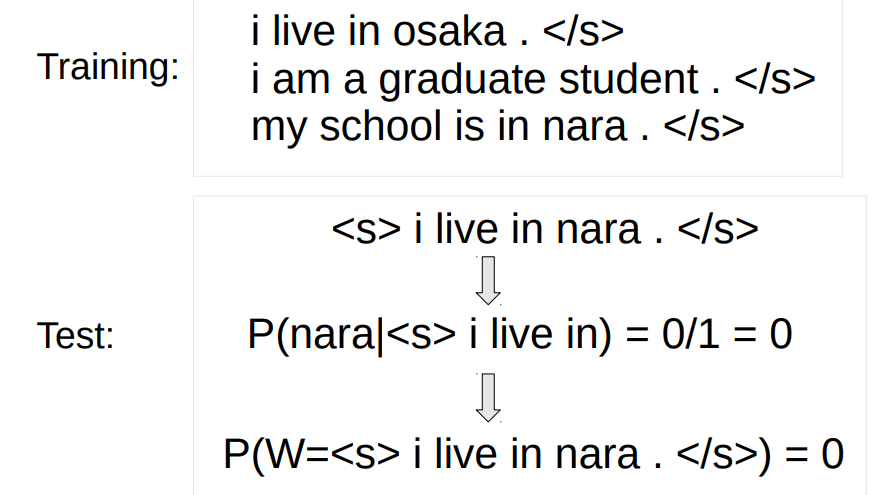 Training:
i live in osaka . </s>
i am a graduate student . </s>
my school is in nara . </s>
Test:
<s> i live in nara . </s>
P(nara|<s> i live in) = 0/1 = 0
P(W=<s> i live in nara . </s>) = 0